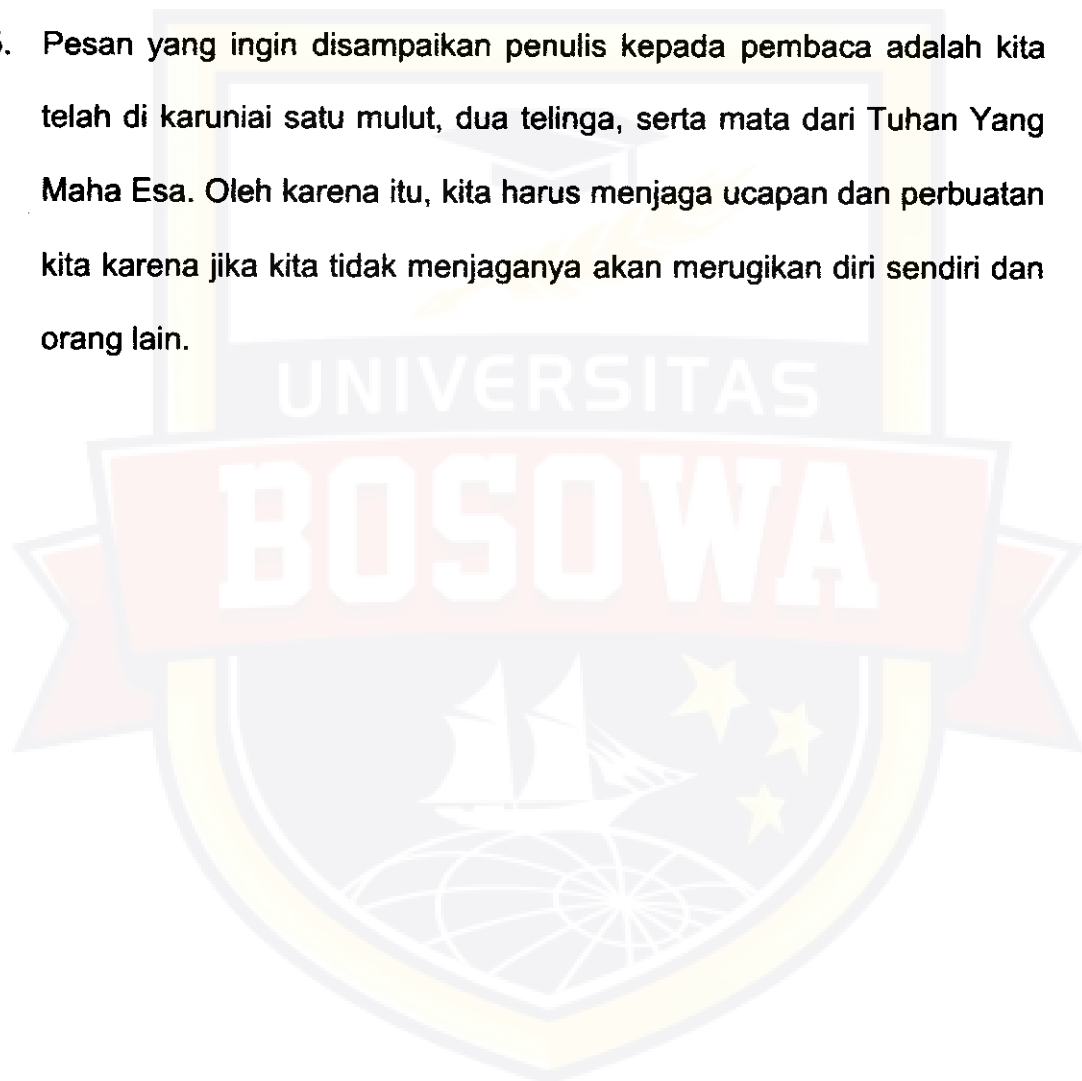 . Pesan yang ingin disampaikan penulis kepada pembaca adalah kita
telah di karuniai satu mulut, dua telinga, serta mata dari Tuhan Yang
Maha Esa. Oleh karena itu, kita harus menjaga ucapan dan perbuatan
kita karena jika kita tidak menjaganya akan merugikan diri sendiri dan
orang lain.
UNIVERSITAS
BOSOWA